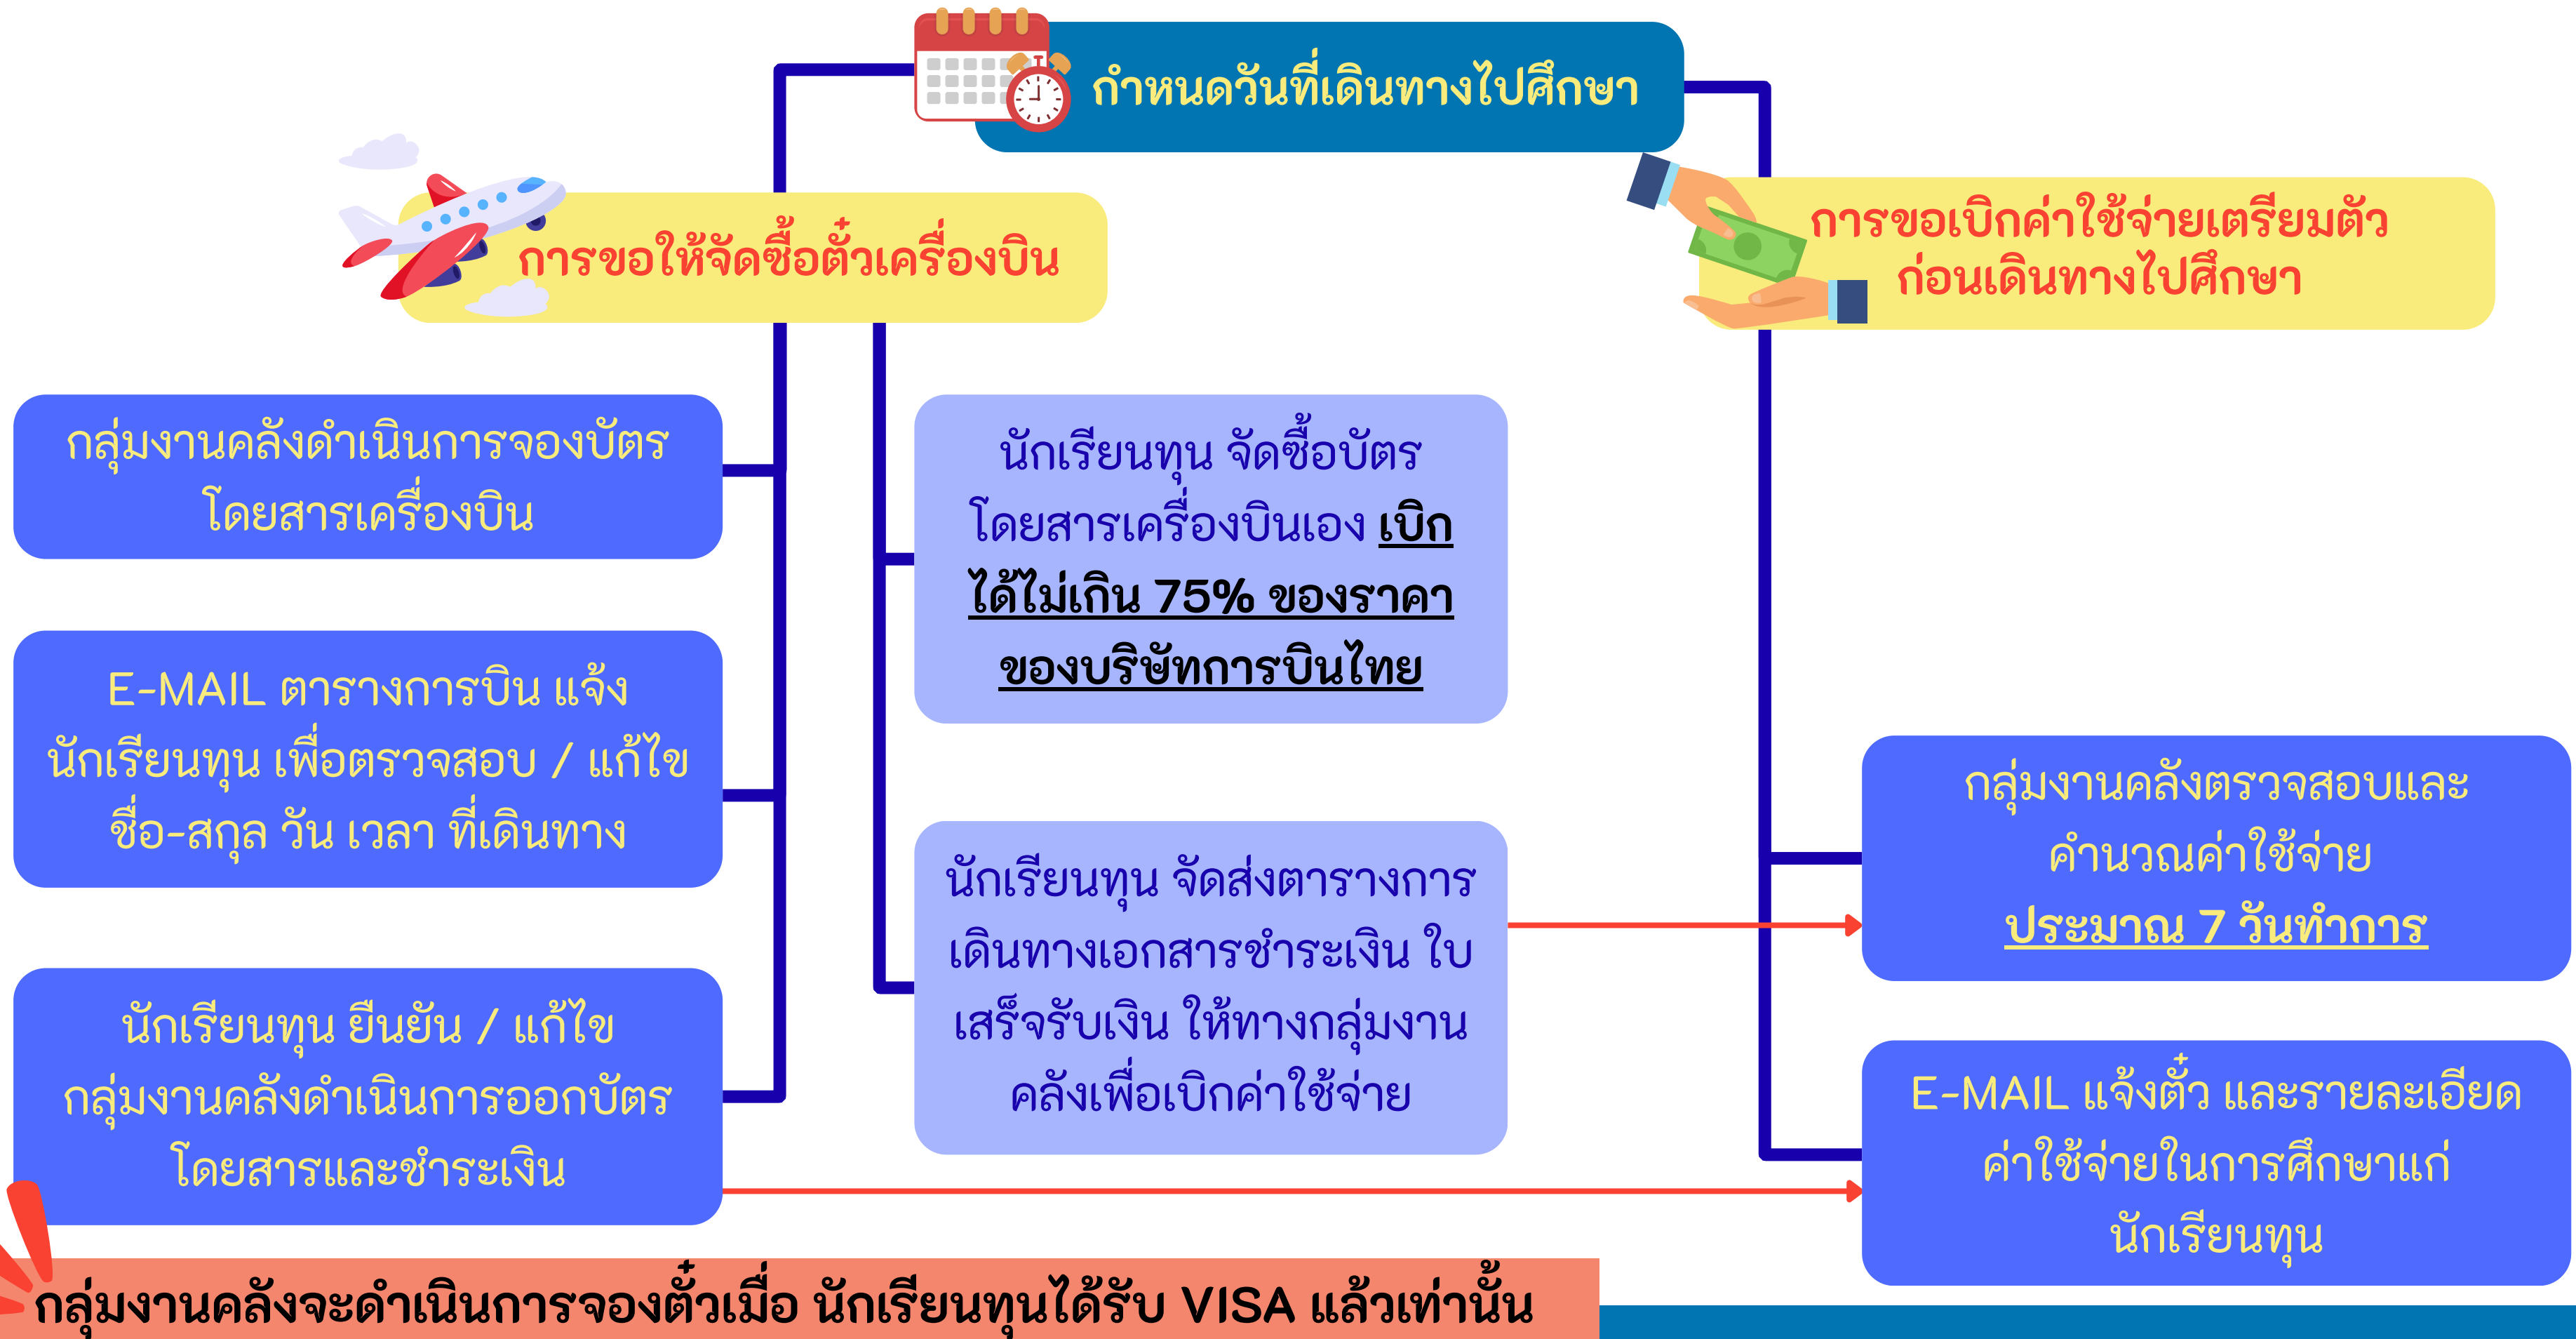 กำหนดวันที่เดินทางไปศึกษา
การขอให้จัดซื้อตั๋วเครื่องบิน
กลุ่มงานคลังดำเนินการจองบัตร
โดยสารเครื่องบิน
E-MAIL ตารางการบิน แจ้ง
นักเรียนทุน เพื่อตรวจสอบ / แก้ไข
ชื่อ-สกุล วัน เวลา ที่เดินทาง
นักเรียนทุน ยืนยัน / แก้ไข
กลุ่มงานคลังดำเนินการออกบัตร
โดยสารและชำระเงิน
นักเรียนทุน จัดซื้อบัตร
โดยสารเครื่องบินเอง เบิก
ได้ไม่เกิน 75% ของราคา
ของบริษัทการบินไทย
นักเรียนทุน จัดส่งตารางการ
เดินทางเอกสารชำระเงิน ใบ
เสร็จรับเงิน ให้ทางกลุ่มงาน
คลังเพื่อเบิกค่าใช้จ่าย
การขอเบิกค่าใช้จ่ายเตรียมตัว
ก่อนเดินทางไปศึกษา
กลุ่มงานคลังตรวจสอบและ
คำนวณค่าใช้จ่าย
ประมาณ 7 วันทำการ
E-MAIL แจ้งตั๋ว และรายละเอียด
ค่าใช้จ่ายในการศึกษาแก่
นักเรียนทุน
กลุ่มงานคลังจะดำเนินการจองตั๋วเมื่อ นักเรียนทุนได้รับ VISA แล้วเท่านั้น